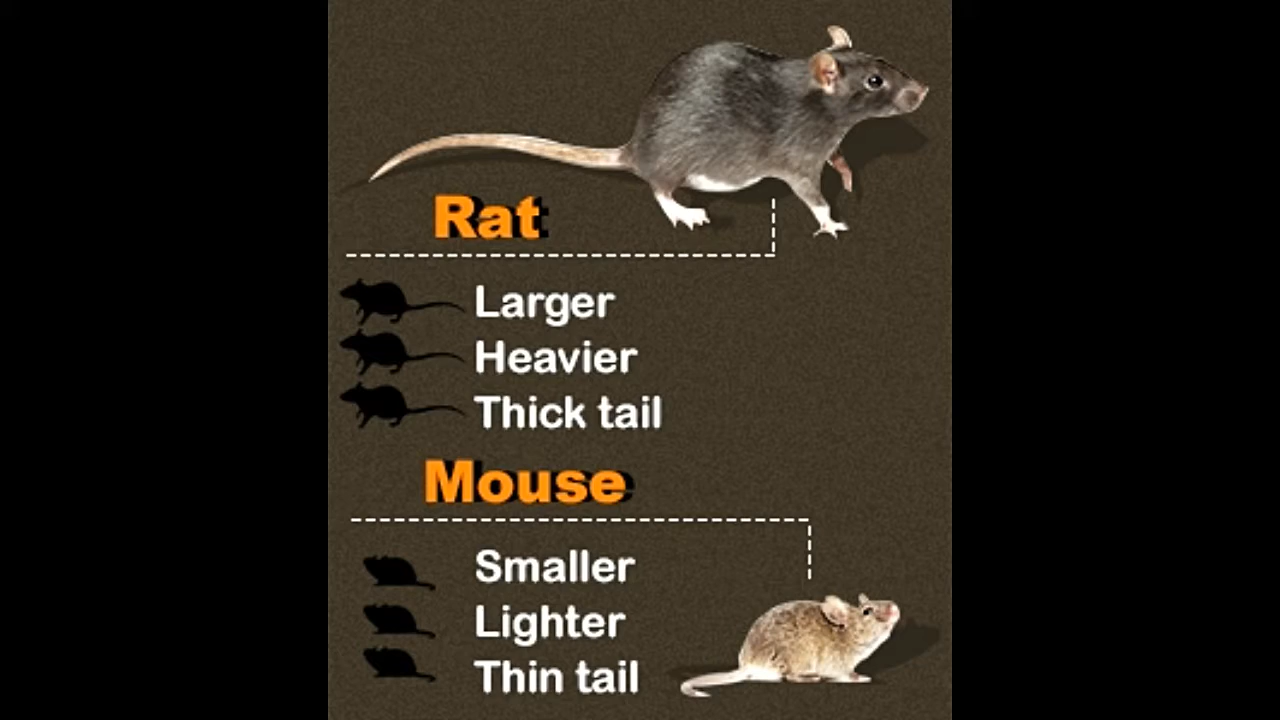 Rat
Larger
Heavier
Thick tail
Mouse
Smaller
Lighter
Thin tail